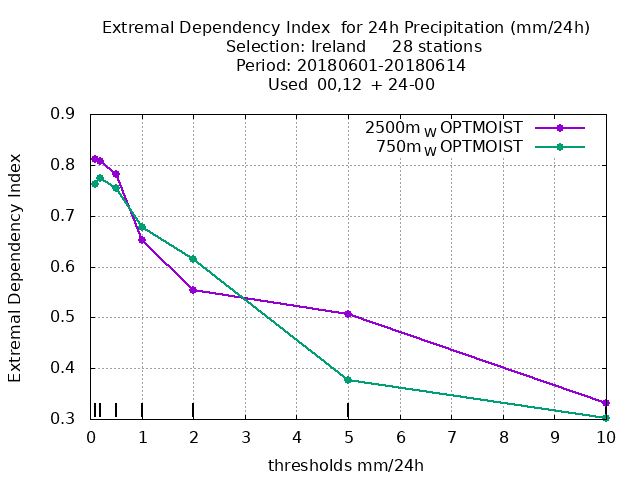 Extremal Dependency Index  for 24h Precipitation (mm/24h)
Selection: Ireland     28 stations
Period: 20180601-20180614
Used  00,12  + 24-00
2500m W OPTMOIST
750m W OPTMOIST
Extremal Dependency Index
0.9
0.8
0.7
0.6
0.5
0.4
0.3
0 1 2 3 4 5 6 7 8 9 10
thresholds mm/24h